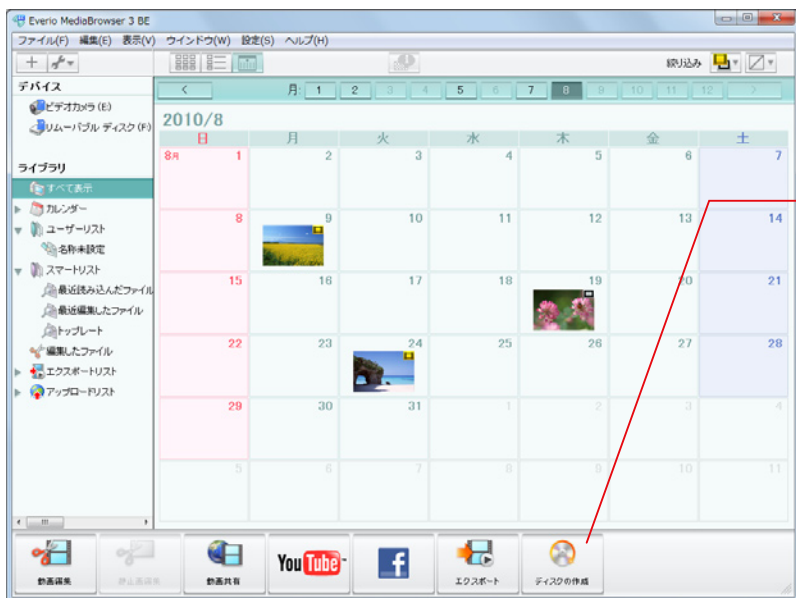 Everio MediaBrowser 3 BE
ファイル(F) 編集(E) 表示(V) ウインドウ(W) 設定(S) ヘルプ(H)
絞り込み
デバイス
ビデオカメラ (E)
リムーバブル ディスク (F)
ライブラリ
すべて表示
カレンダー
ユーザーリスト
名称未設定
スマートリスト
最近読み込んだファイル
最近編集したファイル
トップレート
編集したファイル
エクスポートリスト
アップロードリスト
< 月: 1 2 3 4 5 6 7 8 9 10 11 12 >
2010/8
日 月 火 水 木 金 土
8月 1 2 3 4 5 6 7
8 9 10 11 12 13 14
15 16 17 18 19 20 21
22 23 24 25 26 27 28
29 30 31 1 2 3 4
5 6 7 8 9 10 11
動画編集 静止画編集 動画共有 YouTube f エクスポート ディスクの作成